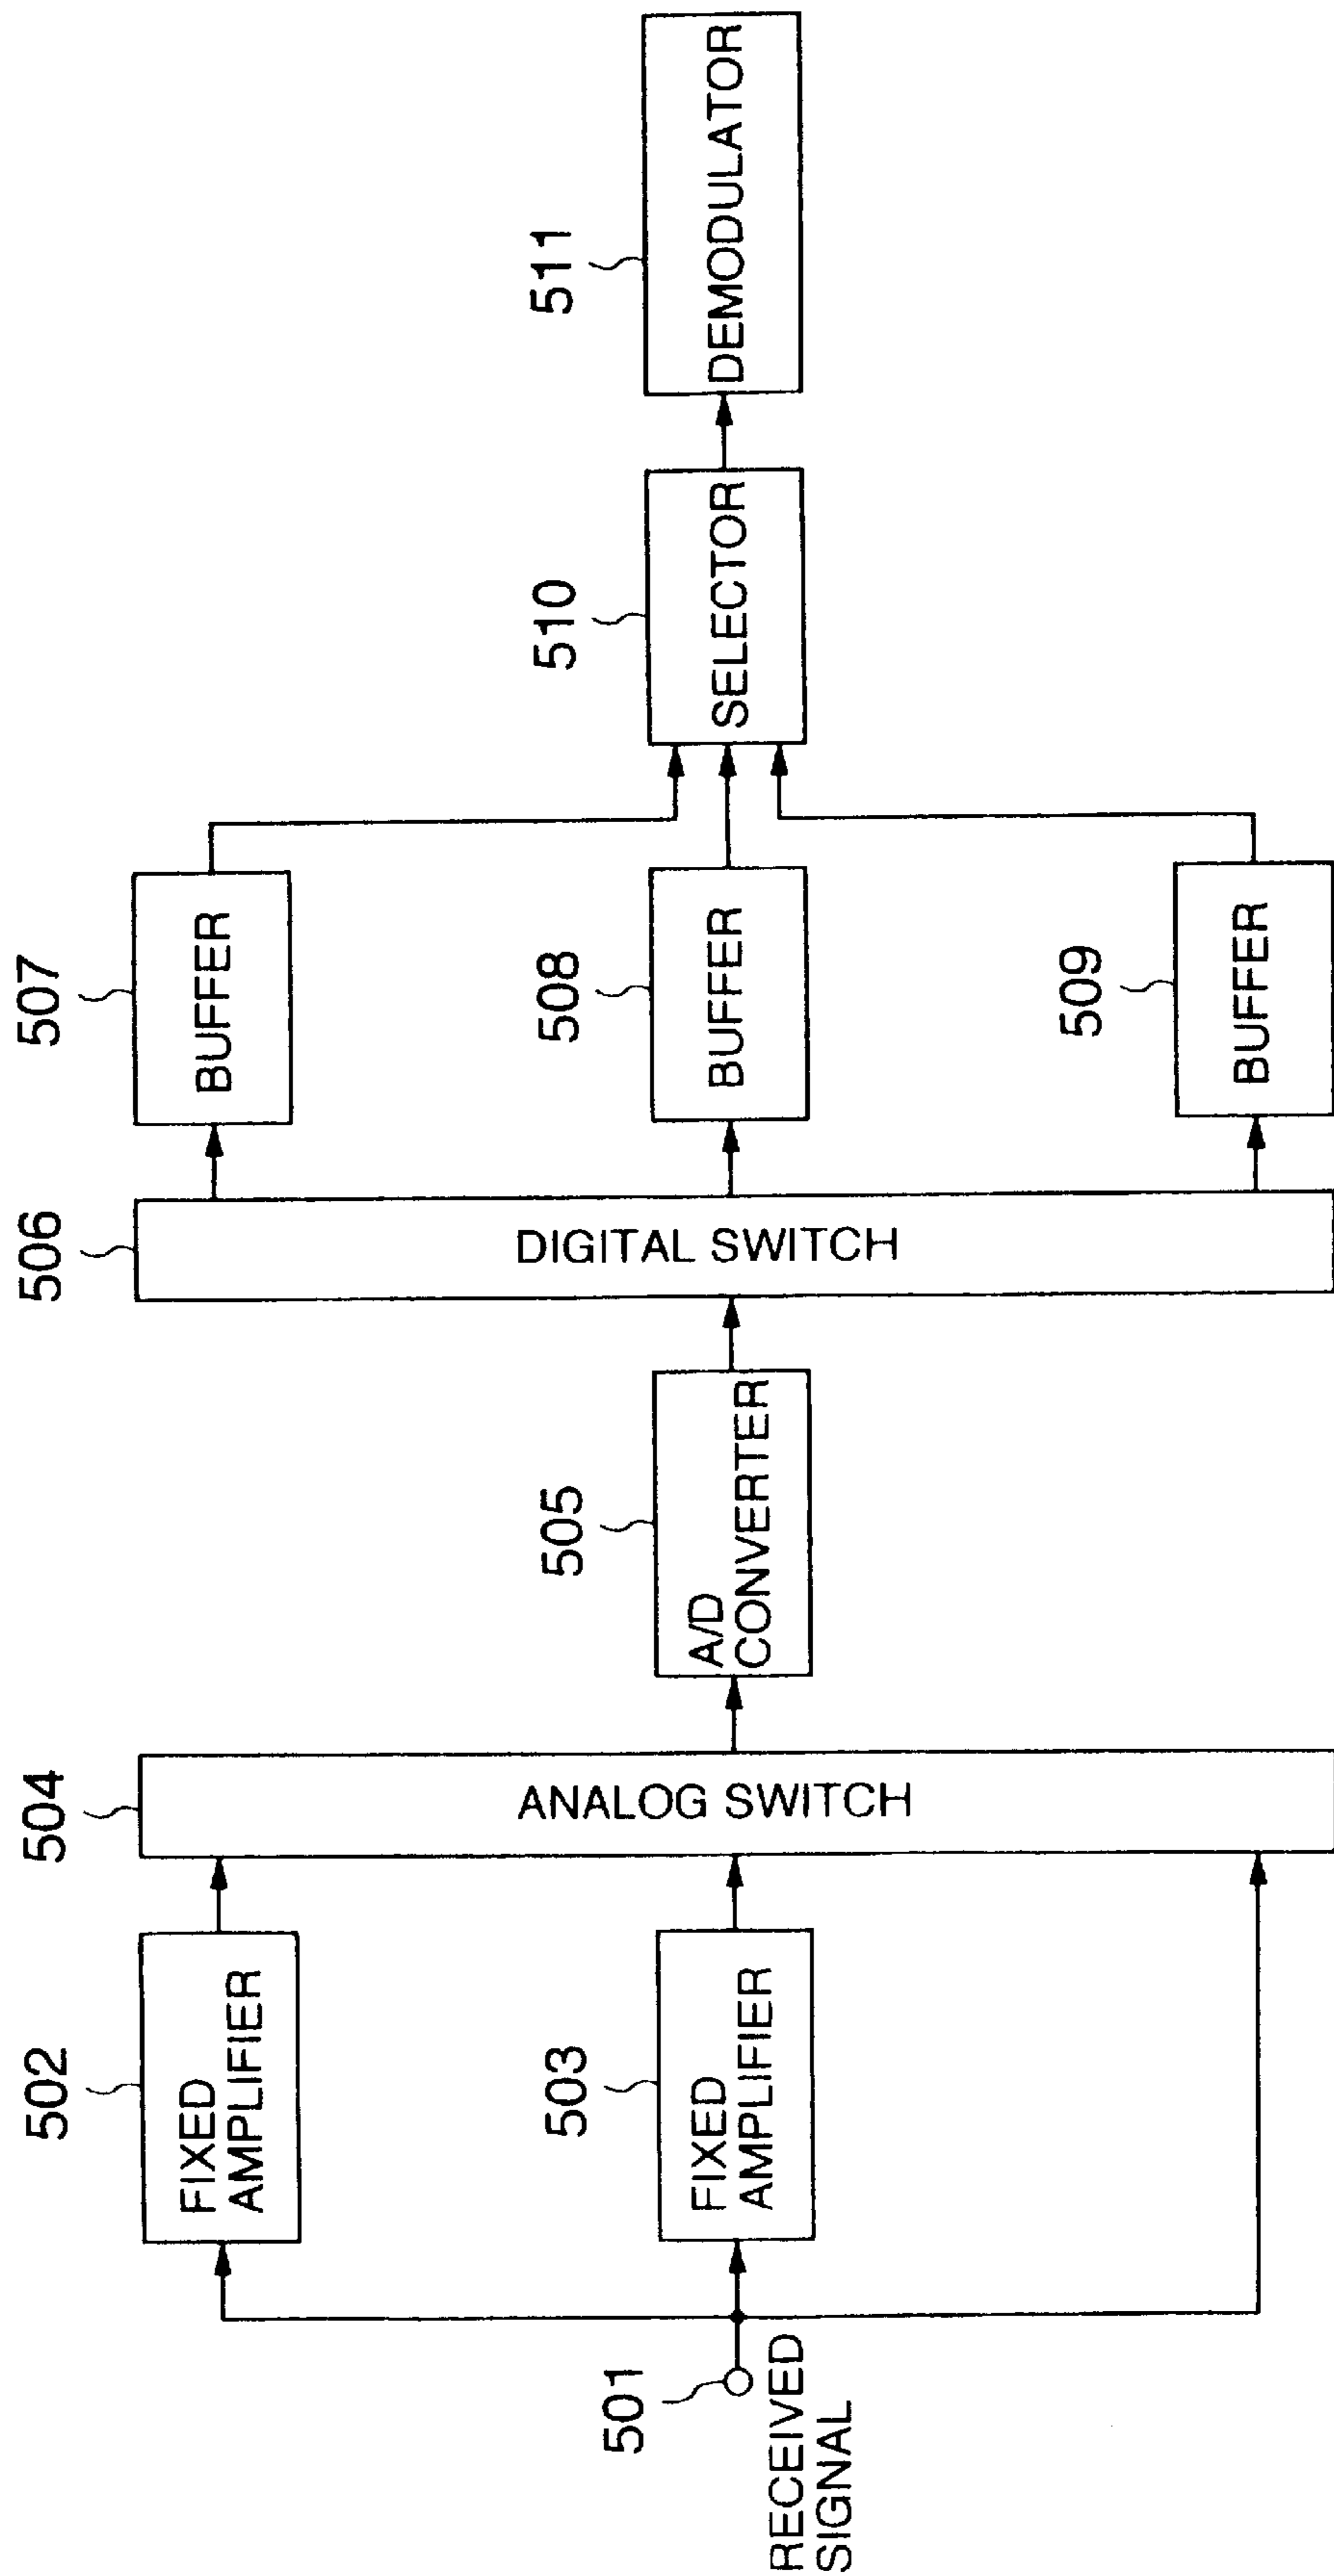 501
RECEIVED
SIGNAL
502
FIXED
AMPLIFIER
503
FIXED
AMPLIFIER
504
ANALOG SWITCH
505
A/D
CONVERTER
506
DIGITAL SWITCH
507
BUFFER
508
BUFFER
509
BUFFER
510
SELECTOR
511
DEMODULATOR